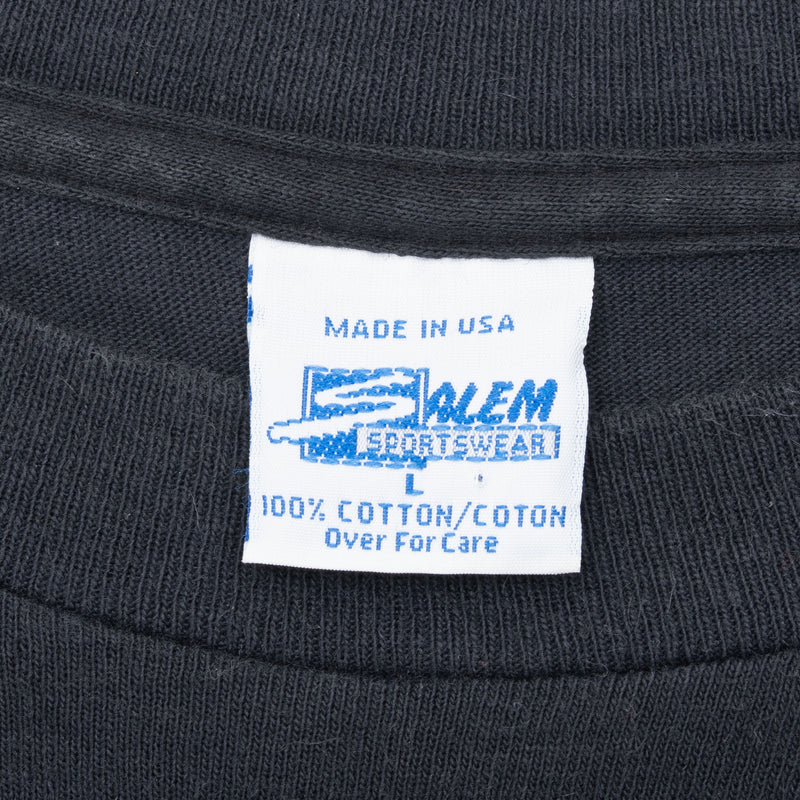 MADE IN USA
SALEM
SPORTSWEAR
L
100% COTTON/COTON
Over For Care